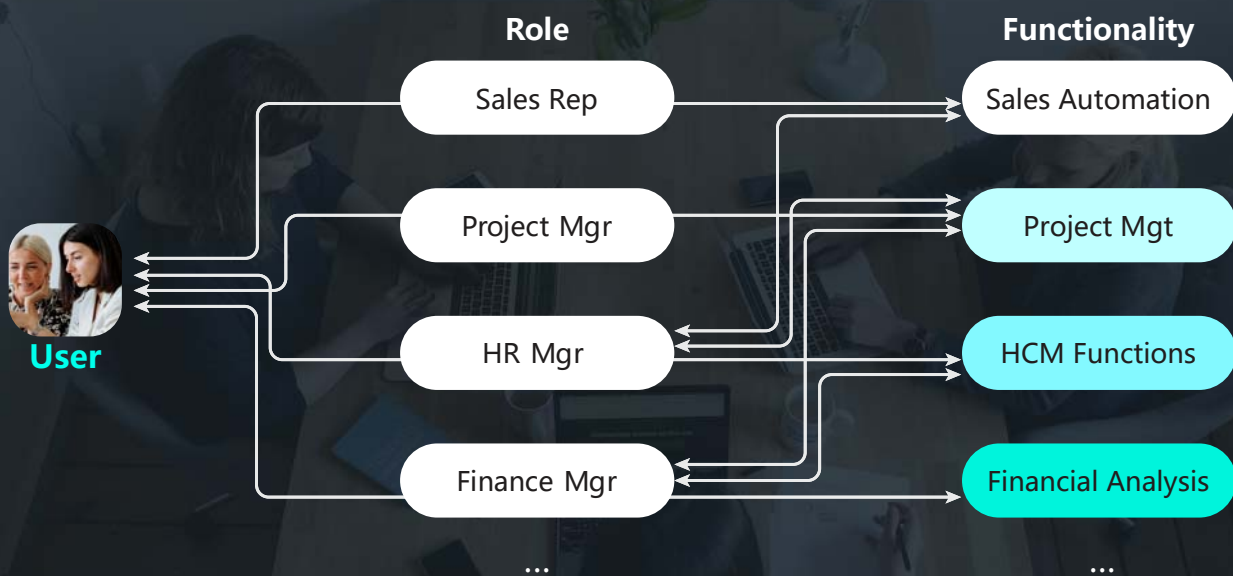 Role
Functionality
Sales Rep
Sales Automation
Project Mgr
Project Mgt
User
HR Mgr
HCM Functions
Finance Mgr
Financial Analysis
...
...